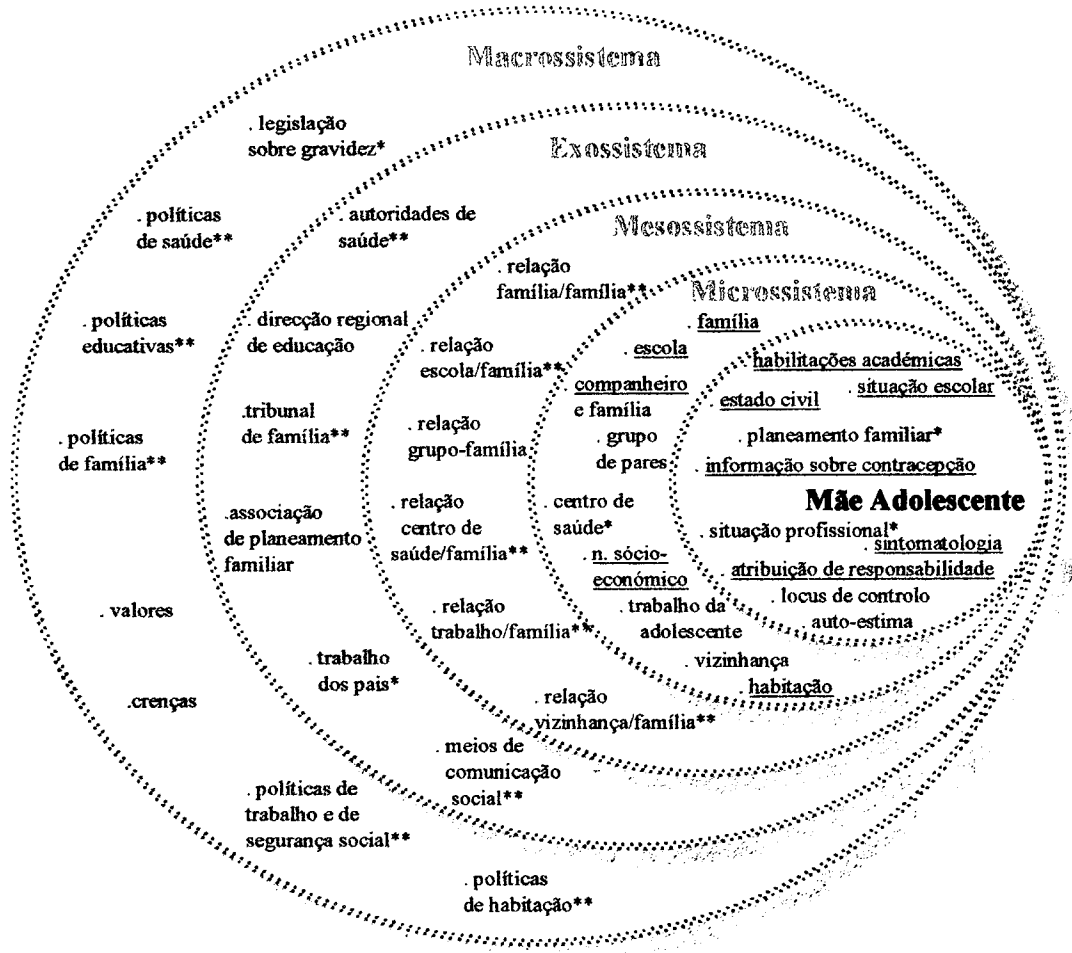 Macrossistema
. legislação
sobre gravidez*
. políticas
de saúde**
. políticas
educativas**
. políticas
de família**
. valores
.crenças
. políticas de
trabalho e de
segurança social**
. políticas
de habitação**
Exossistema
. autoridades de
saúde**
. direcção regional
de educação
.tribunal
de família**
.associação
de planeamento
familiar
. trabalho
dos pais*
. meios de
comunicação
social**
Mesossistema
. relação
família/família**
. relação
escola/família**
. relação
grupo-família
. relação
centro de
saúde/família**
. relação
trabalho/família**
. relação
vizinhança/família**
Microssistema
. família
. escola
. companheiro
e família
. grupo
de pares
. centro de
saúde*
. n. sócio-
económico
. trabalho da
adolescente
. vizinhança
. habitação
. habilitações académicas
. situação escolar
. estado civil
. planeamento familiar*
. informação sobre contracepção
Mãe Adolescente
. situação profissional*
. sintomatologia
. atribuição de responsabilidade
. locus de controlo
. auto-estima